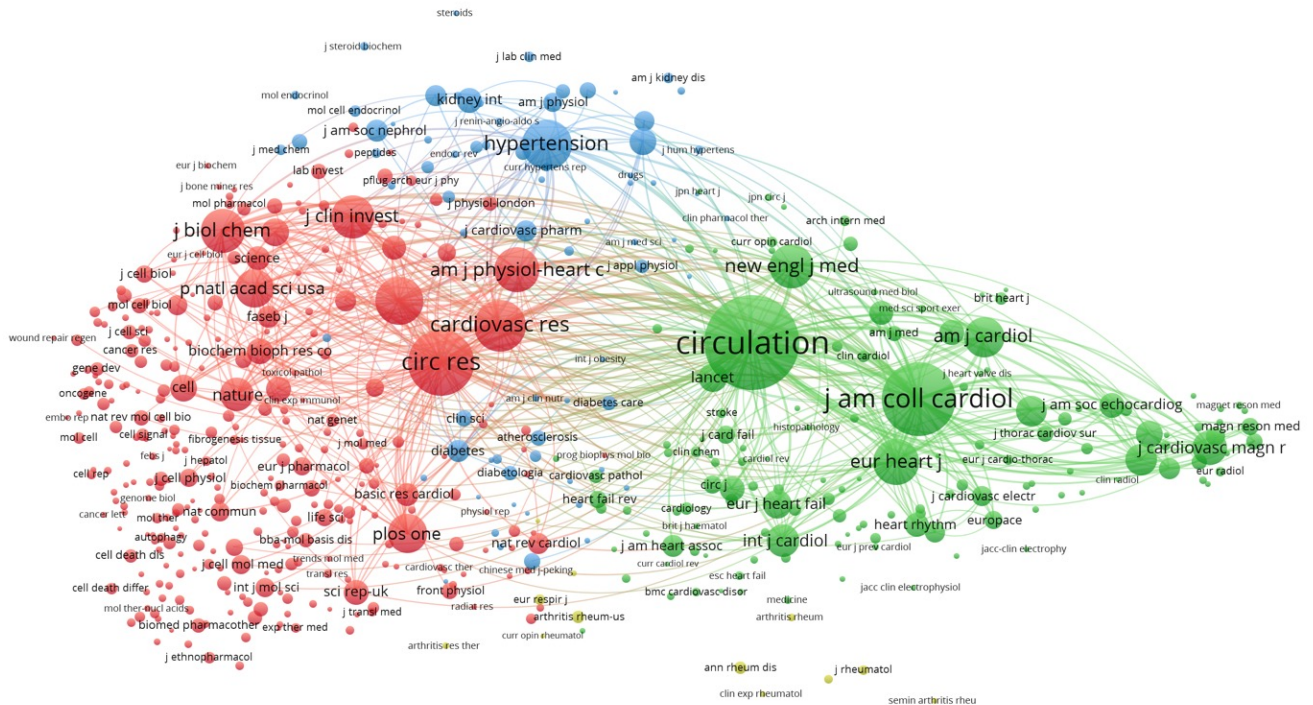 steroids
j steroid biochem
j lab clin med
am j kidney dis
mol endocrinol
kidney int
am j physiol
mol cell endocrinol
j renin-angio-aldo s
j am soc nephrol
hypertension
j med chem
peptides
endocr rev
j hum hypertens
eur j biochem
lab invest
curr hypertens rep
drugs
pflug arch eur j phy
j bone miner res
mol pharmacol
j physiol-london
jpn heart j
jpn circ j
j clin invest
clin pharmacol ther
arch intern med
j biol chem
j cardiovasc pharm
am j med sci
curr opin cardiol
eur j cell biol
science
j appl physiol
new engl j med
j cell biol
am j physiol-heart c
p natl acad sci usa
ultrasound med biol
mol cell biol
med sci sport exer
brit heart j
faseb j
cardiovasc res
j cell sci
am j med
am j cardiol
wound repair regen
circulation
cancer res
biochem bioph res co
clin cardiol
int j obesity
circ res
gene dev
toxicol pathol
lancet
j heart valve dis
cell
oncogene
nature
clin exp immunol
am j clin nutr
diabetes care
j am coll cardiol
j am soc echocardiog
magnet reson med
embo rep
nat rev mol cell bio
nat genet
clin sci
stroke
magn reson med
mol cell
cell signal
fibrogenesis tissue
j mol med
atherosclerosis
j card fail
histopathology
j thorac cardiov sur
j cardiovasc magn r
febs j
j hepatol
diabetes
prog biophys mol bio
clin chem
cardiol rev
eur heart j
eur j cardio-thorac
cell rep
j cell physiol
eur j pharmacol
diabetologia
cardiovasc pathol
eur radiol
biochem pharmacol
circ j
clin radiol
genome biol
basic res cardiol
heart fail rev
j cardiovasc electr
cancer lett
mol ther
nat commun
life sci
physiol rep
cardiology
eur j heart fail
europace
autophagy
plos one
brit j haematol
heart rhythm
bba-mol basis dis
nat rev cardiol
j am heart assoc
int j cardiol
eur j prev cardiol
jacc-clin electrophy
cell death dis
j cell mol med
trends mol med
cardiovasc ther
chinese med j-peking
curr cardiol rev
transl res
esc heart fail
cell death differ
int j mol sci
sci rep-uk
front physiol
bmc cardiovasc disor
jacc clin electrophysiol
mol ther-nucl acids
j transl med
radiat res
eur respir j
medicine
biomed pharmacother
exp ther med
arthritis rheum-us
arthritis rheum
curr opin rheumatol
arthritis res ther
j ethnopharmacol
ann rheum dis
j rheumatol
clin exp rheumatol
semin arthritis rheu